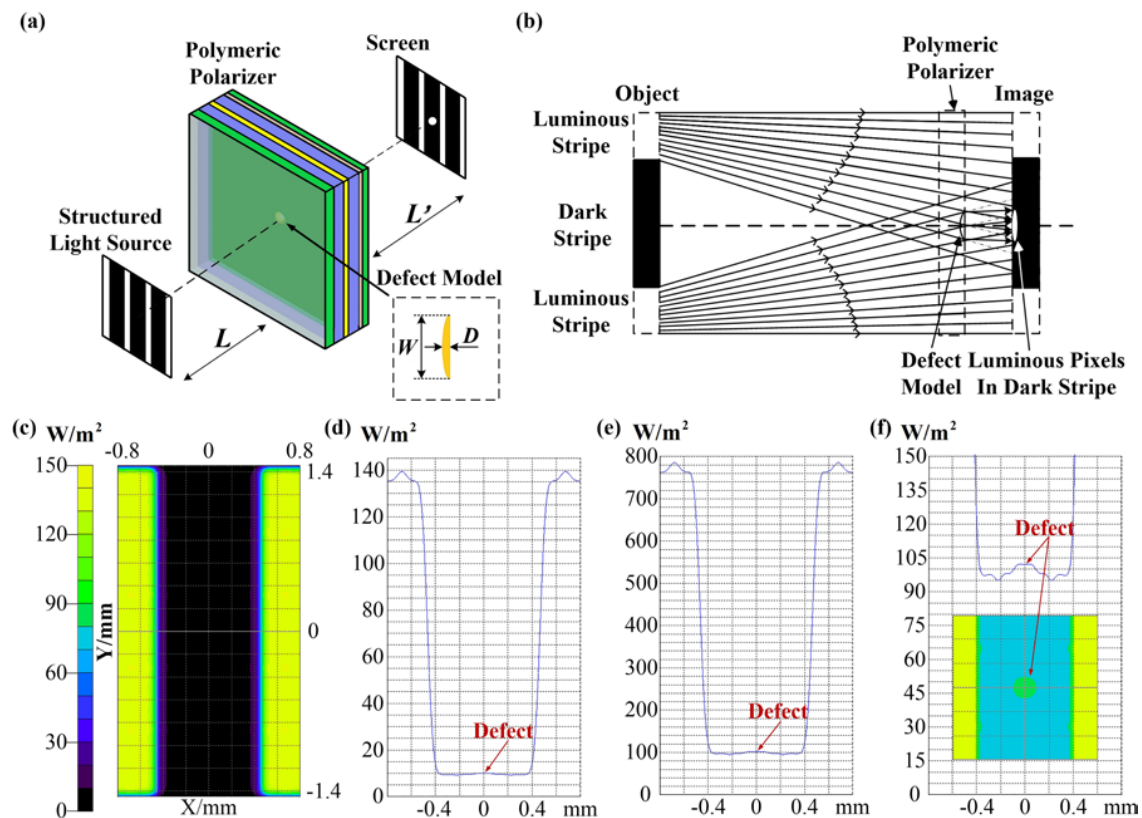 (a)
Polymeric
Polarizer
Screen
Structured
Light Source
L
L'
Defect Model
W
D
(b)
Polymeric
Polarizer
Object
Image
Luminous
Stripe
Dark
Stripe
Luminous
Stripe
Defect
Model
Luminous Pixels
In Dark Stripe
(c)
W/m²
-0.8 0 0.8
150
120
90
60
30
0
Y/mm
1.4
0
-1.4
X/mm
(d)
W/m²
140
120
100
80
60
40
20
0
Defect
-0.4 0 0.4 mm
(e)
W/m²
800
700
600
500
400
300
200
100
0
Defect
-0.4 0 0.4 mm
(f)
W/m²
150
135
120
105
90
75
60
45
30
15
0
Defect
-0.4 0 0.4 mm